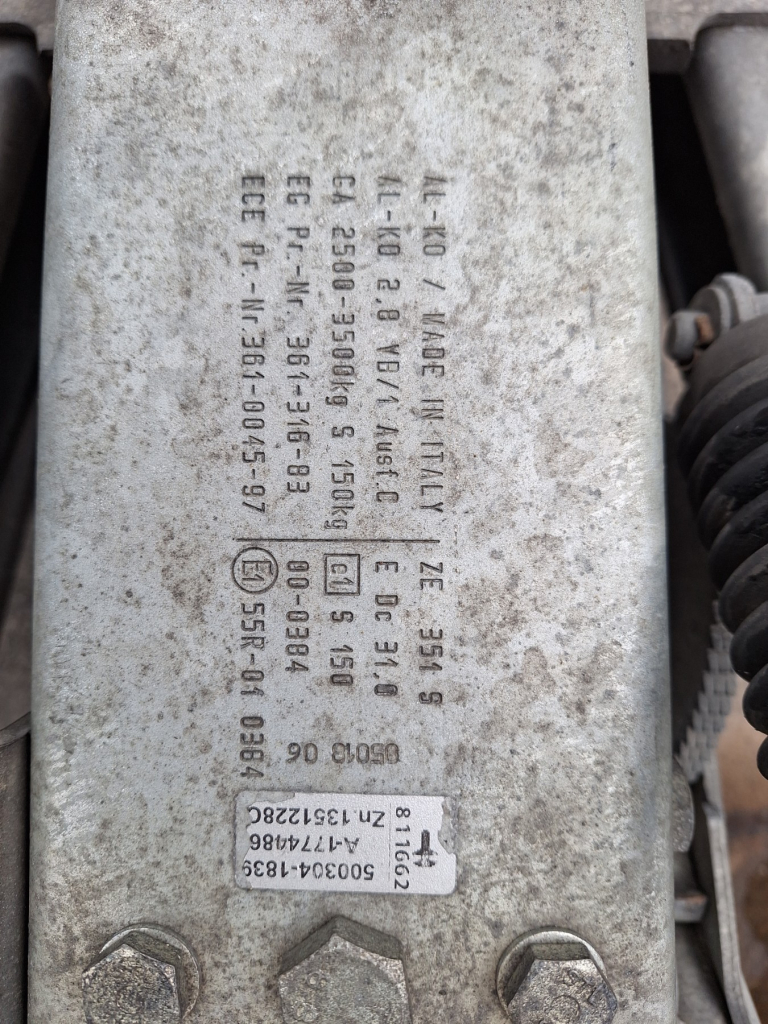 AL-KO / MADE IN ITALY ZE 351 S
AL-KO 2,8 VB/1 Ausf.C E Dc 31,0
GA 2500-3500kg S 150kg e1 S 150
EG Pr.-Nr. 361-316-83 00-0384
ECE Pr.-Nr.361-0045-97 E1 55R-01 0384
05018 06
811662
500304-1839
A-1774486
Zn.1351228C